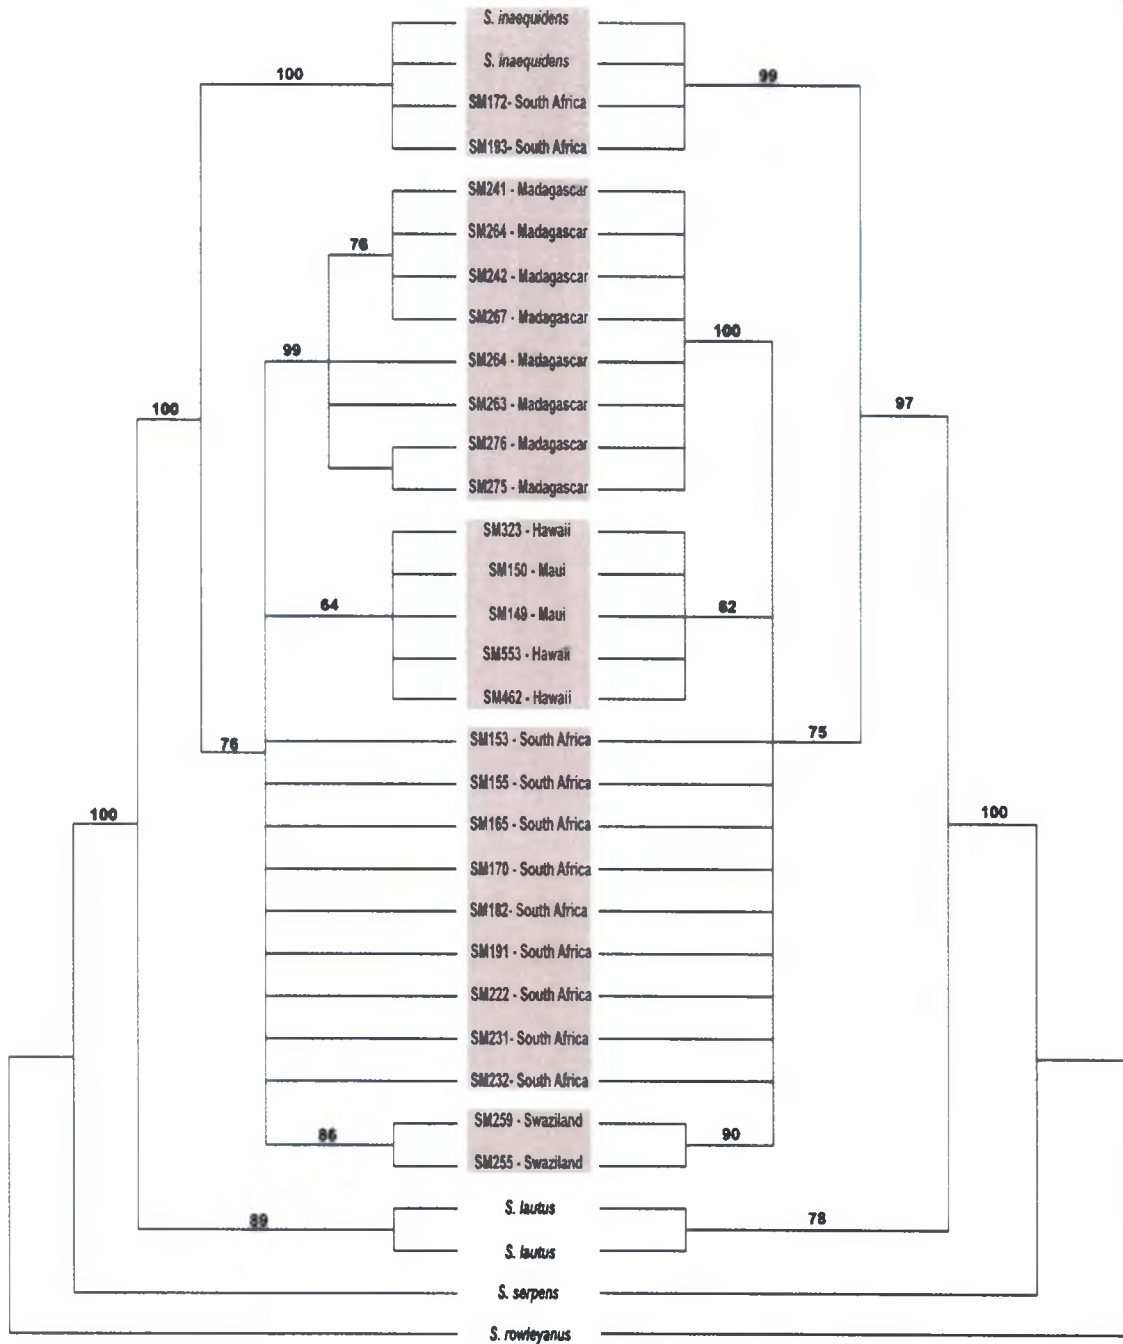 S. inaequidens
S. inaequidens
100
99
SM172- South Africa
SM193- South Africa
SM241 - Madagascar
SM264 - Madagascar
76
SM242 - Madagascar
SM267 - Madagascar
100
99
SM264 - Madagascar
SM263 - Madagascar
100
97
SM276 - Madagascar
SM275 - Madagascar
SM323 - Hawaii
SM150 - Maui
64
SM149 - Maui
62
SM553 - Hawaii
SM462 - Hawaii
76
SM153 - South Africa
75
SM155 - South Africa
100
SM165 - South Africa
100
SM170 - South Africa
SM182- South Africa
SM191 - South Africa
SM222 - South Africa
SM231- South Africa
SM232- South Africa
SM259 - Swaziland
86
90
SM255 - Swaziland
S. lautus
89
78
S. lautus
S. serpens
S. rowleyanus